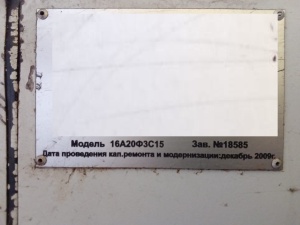 Модель 16А20Ф3С15 Зав. №18585
Дата проведения кап.ремонта и модернизации:декабрь 2009г.